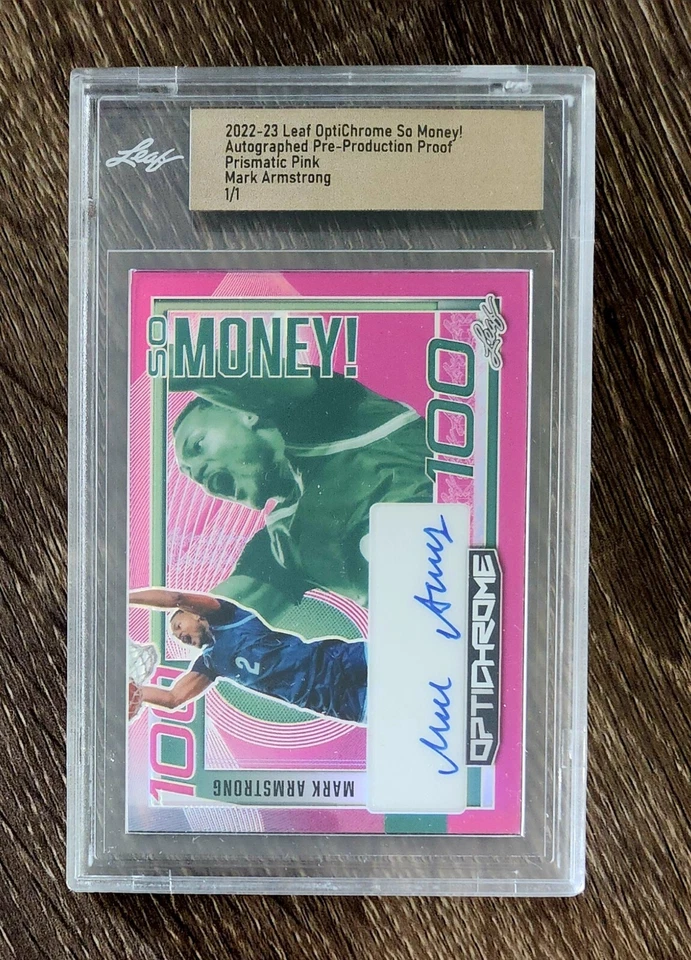 Leaf
2022-23 Leaf OptiChrome So Money!
Autographed Pre-Production Proof
Prismatic Pink
Mark Armstrong
1/1
SO
MONEY!
Leaf
100
2
100
MARK ARMSTRONG
OPTICHROME